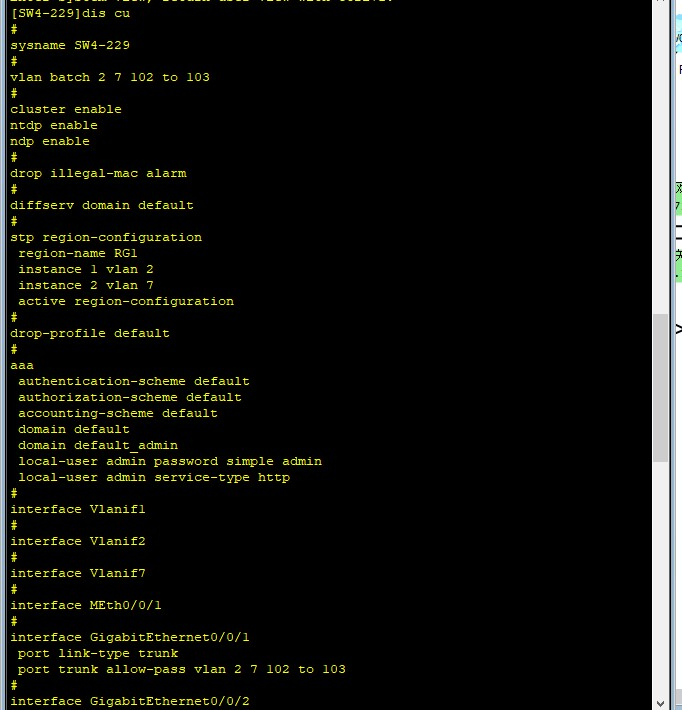 [SW4-229]dis cu
#
sysname SW4-229
#
vlan batch 2 7 102 to 103
#
cluster enable
ntdp enable
ndp enable
#
drop illegal-mac alarm
#
diffserv domain default
#
stp region-configuration
 region-name RG1
 instance 1 vlan 2
 instance 2 vlan 7
 active region-configuration
#
drop-profile default
#
aaa
 authentication-scheme default
 authorization-scheme default
 accounting-scheme default
 domain default
 domain default_admin
 local-user admin password simple admin
 local-user admin service-type http
#
interface Vlanif1
#
interface Vlanif2
#
interface Vlanif7
#
interface MEth0/0/1
#
interface GigabitEthernet0/0/1
 port link-type trunk
 port trunk allow-pass vlan 2 7 102 to 103
#
interface GigabitEthernet0/0/2